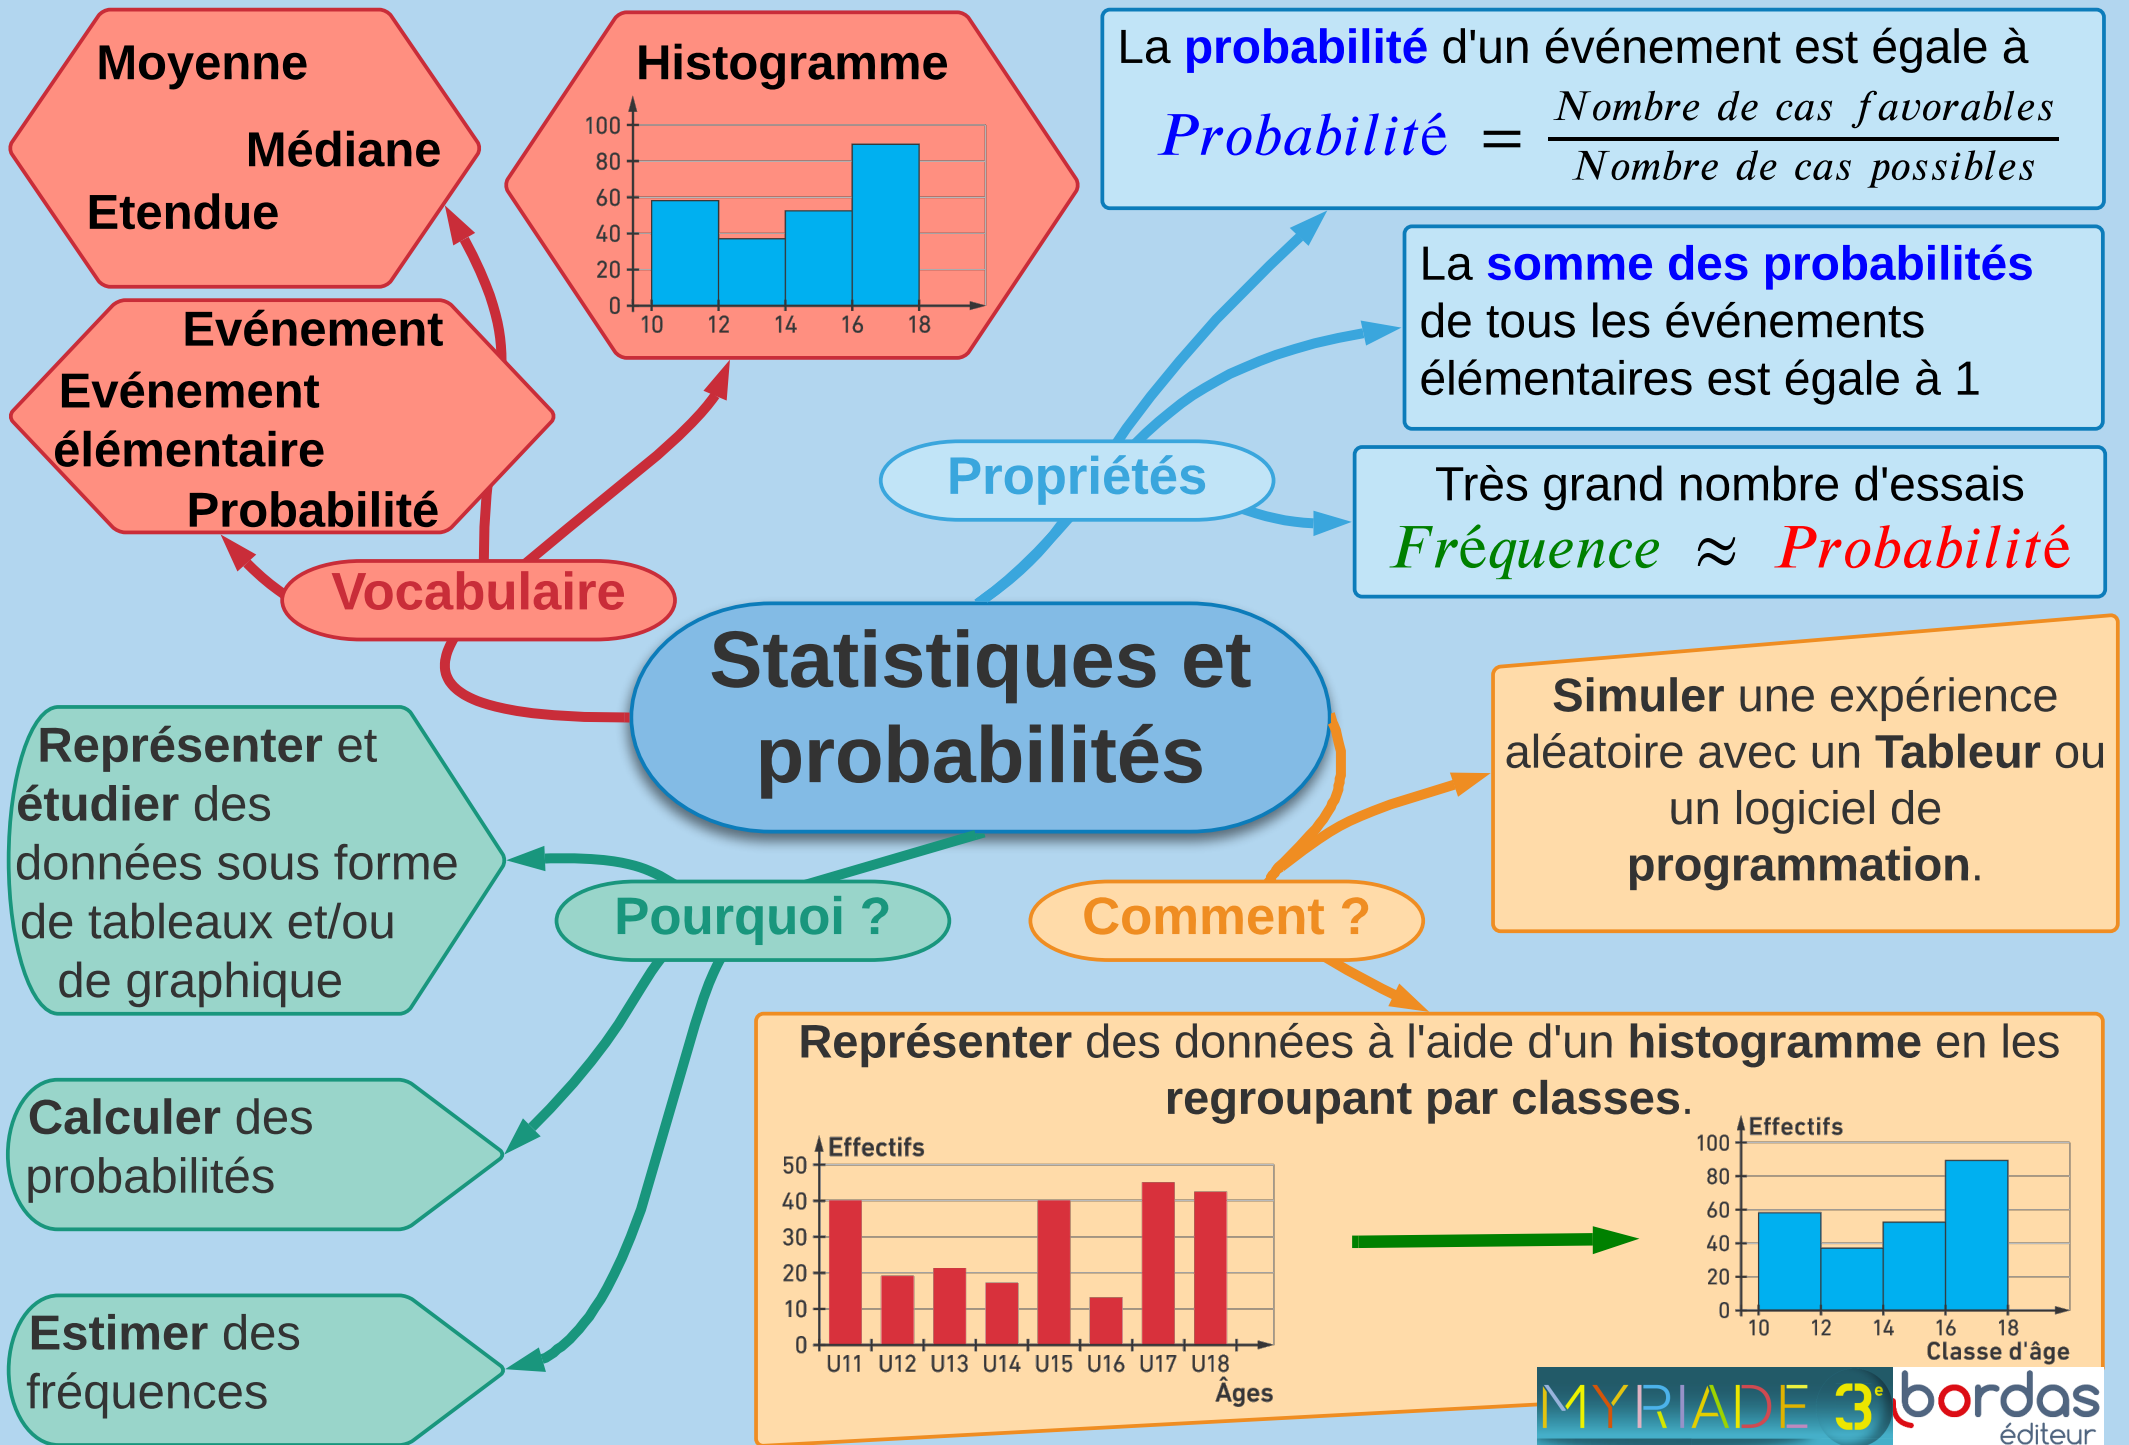 Moyenne
Médiane
Etendue
Histogramme
100
80
60
40
20
0
10 12 14 16 18
La probabilité d'un événement est égale à
Probabilité = Nombre de cas favorables
Nombre de cas possibles
La somme des probabilités
de tous les événements
élémentaires est égale à 1
Evénement
Evénement
élémentaire
Probabilité
Propriétés
Très grand nombre d'essais
Fréquence ≈ Probabilité
Vocabulaire
Statistiques et
probabilités
Simuler une expérience
aléatoire avec un Tableur ou
un logiciel de
programmation.
Représenter et
étudier des
données sous forme
de tableaux et/ou
de graphique
Pourquoi ?
Comment ?
Calculer des
probabilités
Estimer des
fréquences
Représenter des données à l'aide d'un histogramme en les
regroupant par classes.
Effectifs
50
40
30
20
10
0
U11 U12 U13 U14 U15 U16 U17 U18
Âges
Effectifs
100
80
60
40
20
0
10 12 14 16 18
Classe d'âge
MYRIADE 3e
bordas
éditeur